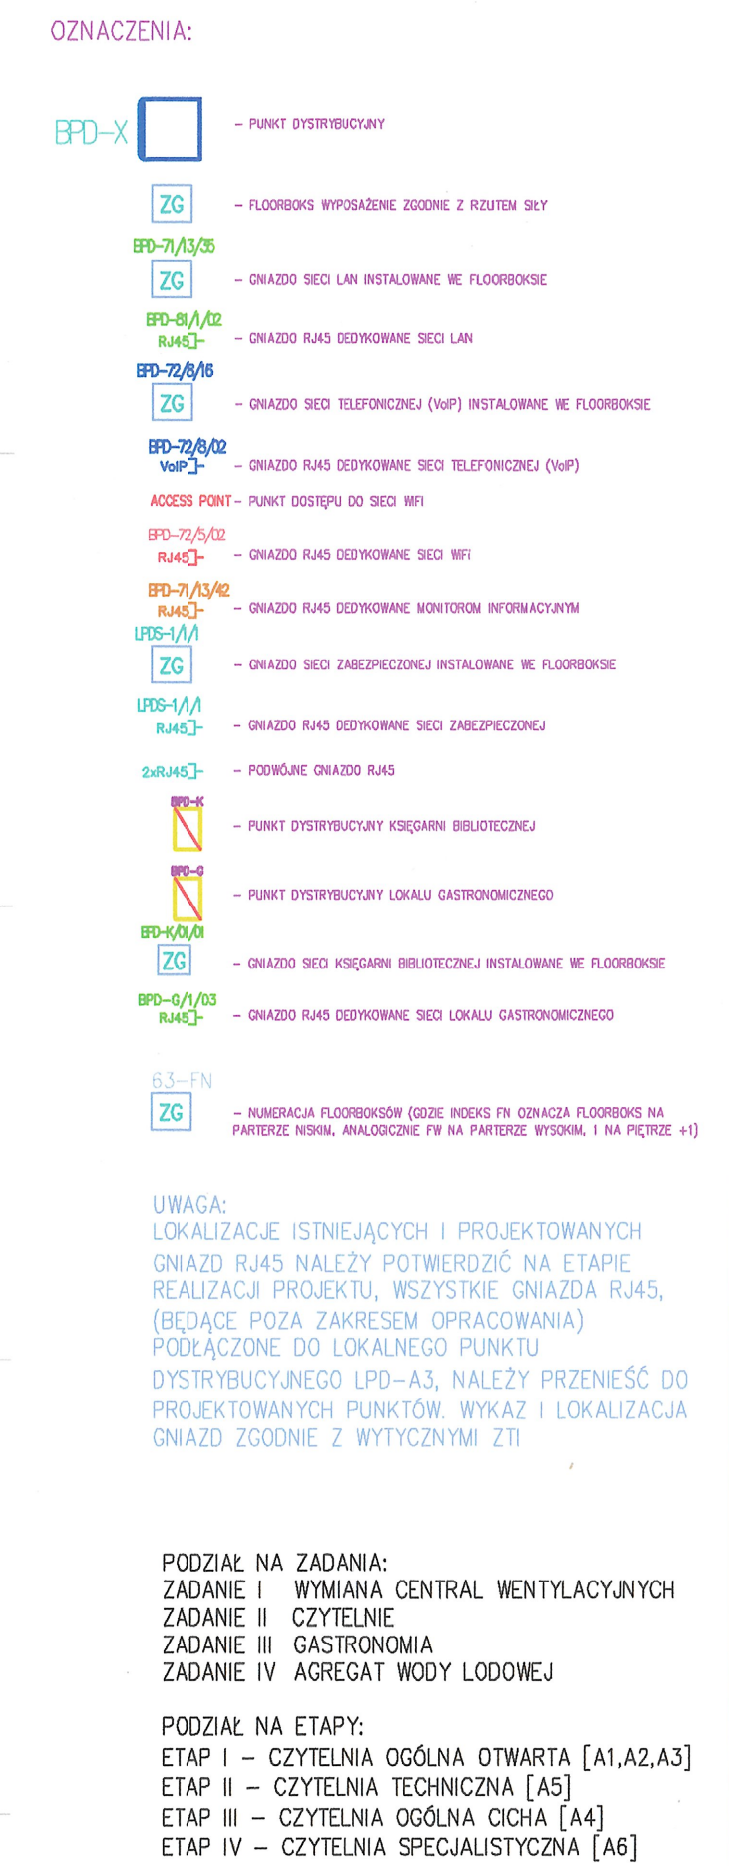 OZNACZENIA:
BPD-X - PUNKT DYSTRYBUCYJNY
ZG - FLOORBOKS WYPOSAŻENIE ZGODNIE Z RZUTEM SIŁY
BPD-71/13/35
ZG - GNIAZDO SIECI LAN INSTALOWANE WE FLOORBOKSIE
BPD-81/1/02
RJ45 - GNIAZDO RJ45 DEDYKOWANE SIECI LAN
BPD-72/8/16
ZG - GNIAZDO SIECI TELEFONICZNEJ (VoIP) INSTALOWANE WE FLOORBOKSIE
BPD-72/8/02
VoIP - GNIAZDO RJ45 DEDYKOWANE SIECI TELEFONICZNEJ (VoIP)
ACCESS POINT - PUNKT DOSTĘPU DO SIECI WIFI
BPD-72/5/02
RJ45 - GNIAZDO RJ45 DEDYKOWANE SIECI WiFi
BPD-71/13/42
RJ45 - GNIAZDO RJ45 DEDYKOWANE MONITOROM INFORMACYJNYM
LPDS-1/1/1
ZG - GNIAZDO SIECI ZABEZPIECZONEJ INSTALOWANE WE FLOORBOKSIE
LPDS-1/1/1
RJ45 - GNIAZDO RJ45 DEDYKOWANE SIECI ZABEZPIECZONEJ
2xRJ45 - PODWÓJNE GNIAZDO RJ45
BPD-K
- PUNKT DYSTRYBUCYJNY KSIĘGARNI BIBLIOTECZNEJ
BPD-G
- PUNKT DYSTRYBUCYJNY LOKALU GASTRONOMICZNEGO
BPD-K/01/01
ZG - GNIAZDO SIECI KSIĘGARNI BIBLIOTECZNEJ INSTALOWANE WE FLOORBOKSIE
BPD-G/1/03
RJ45 - GNIAZDO RJ45 DEDYKOWANE SIECI LOKALU GASTRONOMICZNEGO
63-FN
ZG - NUMERACJA FLOORBOKSÓW (GDZIE INDEKS FN OZNACZA FLOORBOKS NA
PARTERZE NISKIM, ANALOGICZNIE FW NA PARTERZE WYSOKIM, I NA PIĘTRZE +1)
UWAGA:
LOKALIZACJE ISTNIEJĄCYCH I PROJEKTOWANYCH
GNIAZD RJ45 NALEŻY POTWIERDZIĆ NA ETAPIE
REALIZACJI PROJEKTU, WSZYSTKIE GNIAZDA RJ45,
(BĘDĄCE POZA ZAKRESEM OPRACOWANIA)
PODŁĄCZONE DO LOKALNEGO PUNKTU
DYSTRYBUCYJNEGO LPD-A3, NALEŻY PRZENIEŚĆ DO
PROJEKTOWANYCH PUNKTÓW. WYKAZ I LOKALIZACJA
GNIAZD ZGODNIE Z WYTYCZNYMI ZTI
PODZIAŁ NA ZADANIA:
ZADANIE I WYMIANA CENTRAL WENTYLACYJNYCH
ZADANIE II CZYTELNIE
ZADANIE III GASTRONOMIA
ZADANIE IV AGREGAT WODY LODOWEJ
PODZIAŁ NA ETAPY:
ETAP I - CZYTELNIA OGÓLNA OTWARTA [A1,A2,A3]
ETAP II - CZYTELNIA TECHNICZNA [A5]
ETAP III - CZYTELNIA OGÓLNA CICHA [A4]
ETAP IV - CZYTELNIA SPECJALISTYCZNA [A6]